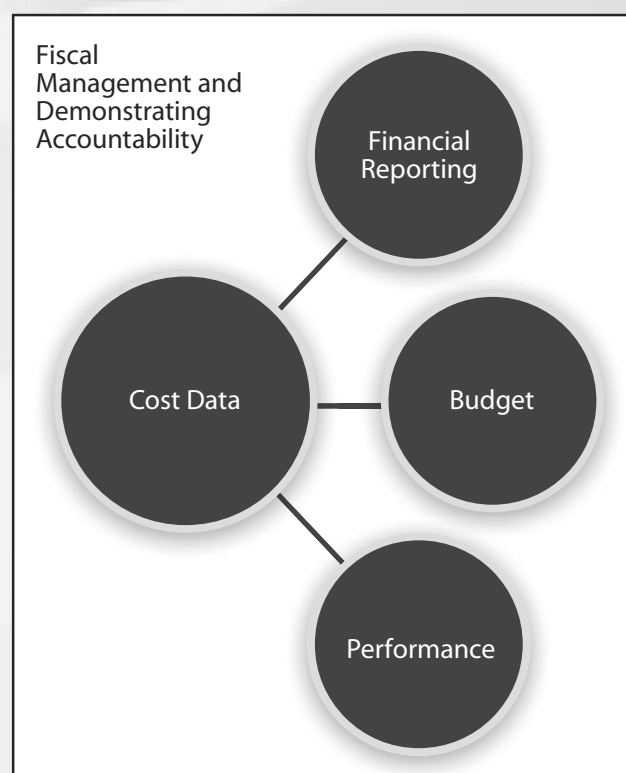 Fiscal
Management and
Demonstrating
Accountability
Financial
Reporting
Cost Data
Budget
Performance